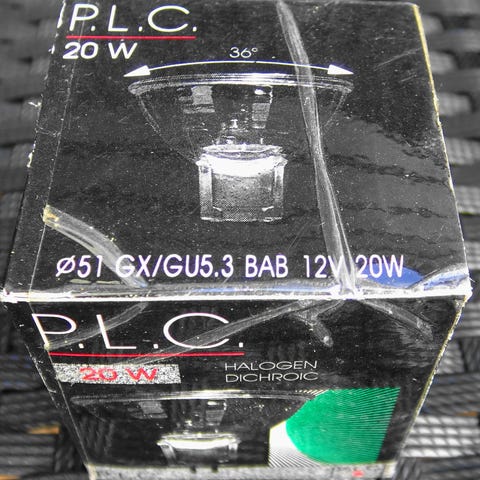 P.L.C.
20 W
36°
Ø51 GX/GU5.3 BAB 12V 20W
P.L.C.
20 W
HALOGEN
DICHROIC